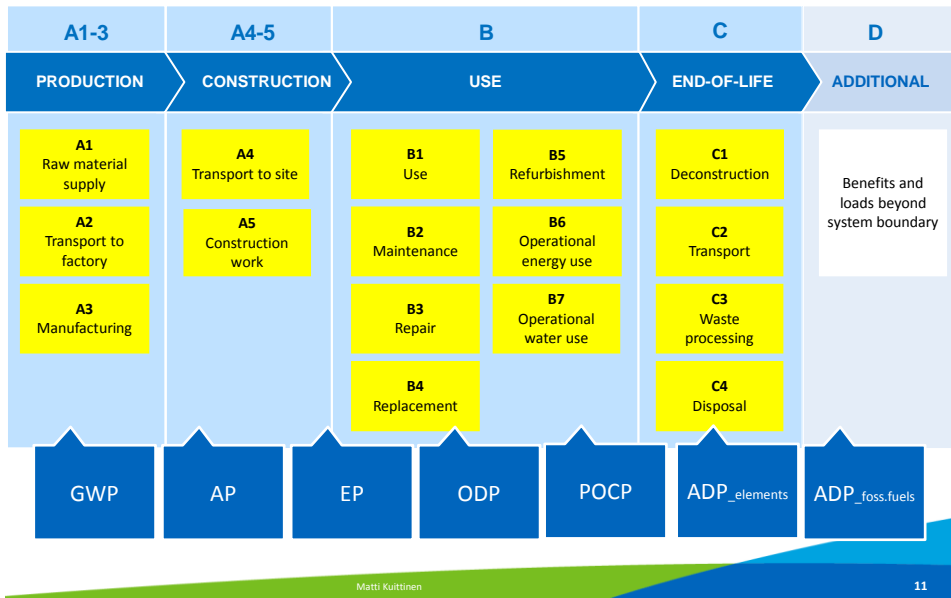 A1-3
A4-5
B
C
D
PRODUCTION
CONSTRUCTION
USE
END-OF-LIFE
ADDITIONAL
A1
Raw material
supply
A2
Transport to
factory
A3
Manufacturing
A4
Transport to site
A5
Construction
work
B1
Use
B2
Maintenance
B3
Repair
B4
Replacement
B5
Refurbishment
B6
Operational
energy use
B7
Operational
water use
C1
Deconstruction
C2
Transport
C3
Waste
processing
C4
Disposal
Benefits and
loads beyond
system boundary
GWP
AP
EP
ODP
POCP
ADP_elements
ADP_foss.fuels
Matti Kuittinen
11